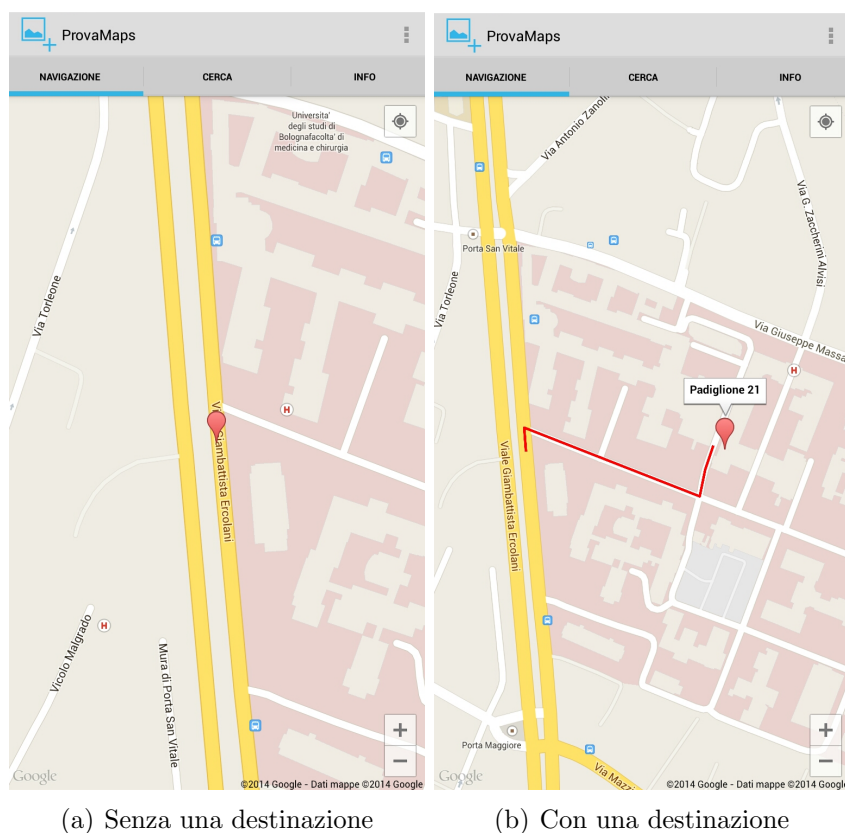 ProvaMaps
NAVIGAZIONE CERCA INFO
Universita'
degli studi di
Bolognafacolta' di
medicina e chirurgia
Via Torleone
Viale Giambattista Ercolani
H
Vicolo Malgrado
H
Mura di Porta San Vitale
+
−
Google
©2014 Google - Dati mappe ©2014 Google
(a) Senza una destinazione
ProvaMaps
NAVIGAZIONE CERCA INFO
Via Antonio Zanolin
Via G. Zaccherini Alvisi
Porta San Vitale
Via Torleone
Via Giuseppe Massa
H
Padiglione 21
Viale Giambattista Ercolani
Porta Maggiore
Via Mazzi
+
−
Google
©2014 Google - Dati mappe ©2014 Google
(b) Con una destinazione